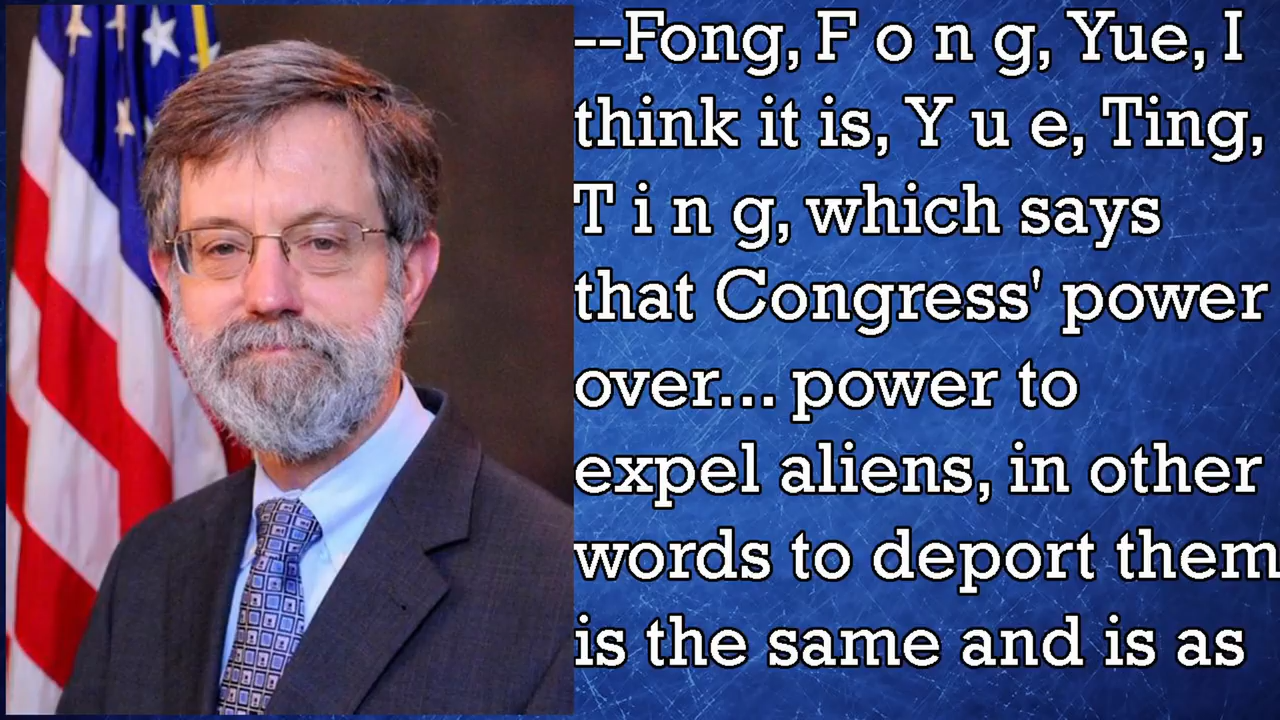 --Fong, F o n g, Yue, I
think it is, Y u e, Ting,
T i n g, which says
that Congress' power
over... power to
expel aliens, in other
words to deport them
is the same and is as